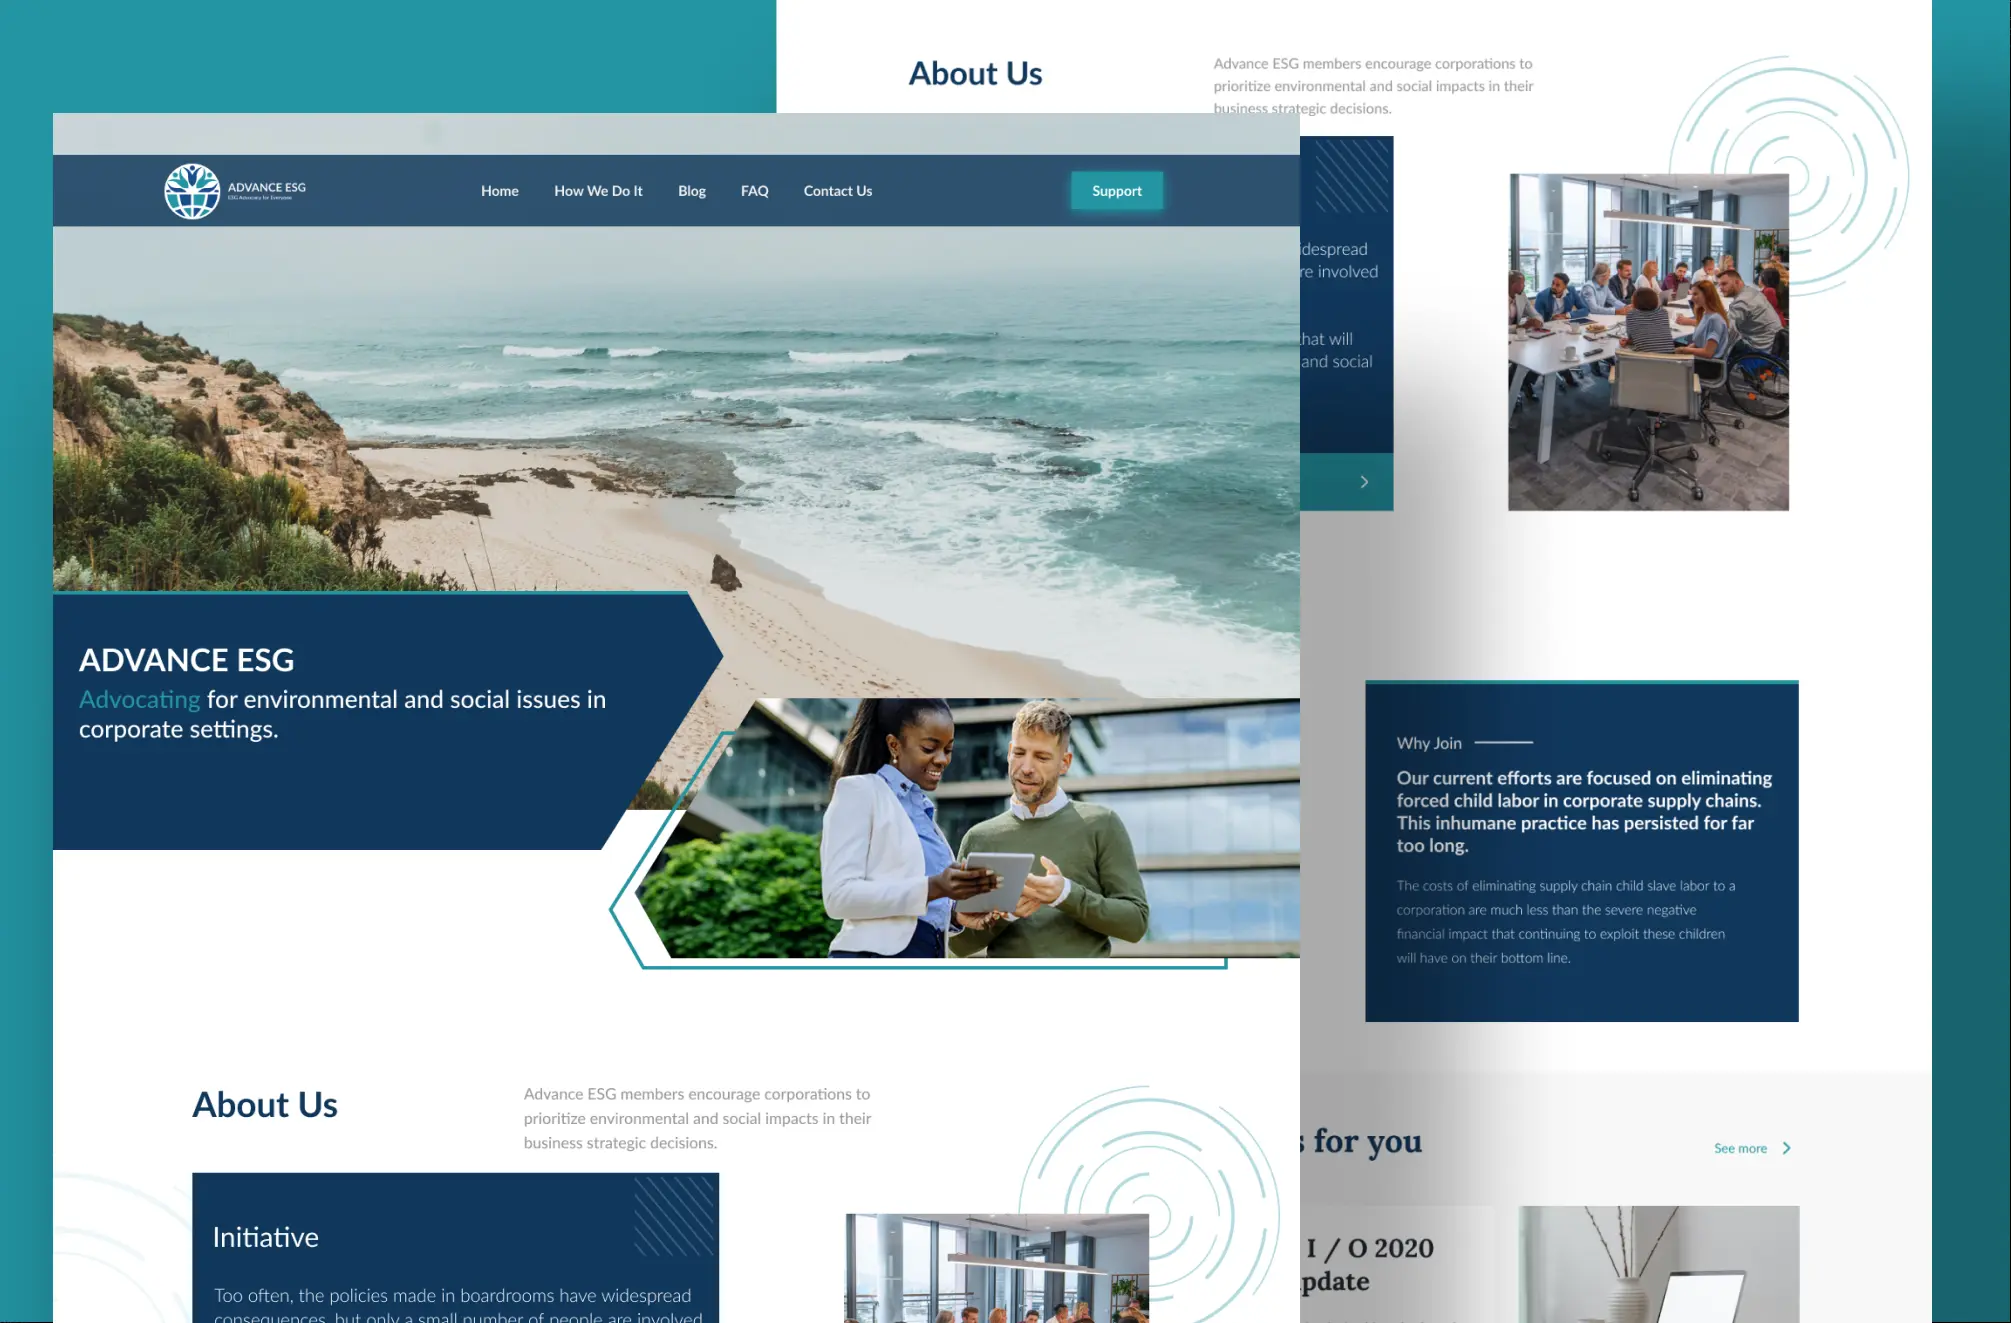 About Us
Advance ESG members encourage corporations to
prioritize environmental and social impacts in their
business strategic decisions.
ADVANCE ESG
ESG Advocacy for Everyone
Home
How We Do It
Blog
FAQ
Contact Us
Support
idespread
re involved
hat will
and social
ADVANCE ESG
Advocating for environmental and social issues in
corporate settings.
Why Join
Our current efforts are focused on eliminating
forced child labor in corporate supply chains.
This inhumane practice has persisted for far
too long.
The costs of eliminating supply chain child slave labor to a
corporation are much less than the severe negative
financial impact that continuing to exploit these children
will have on their bottom line.
About Us
Advance ESG members encourage corporations to
prioritize environmental and social impacts in their
business strategic decisions.
Initiative
Too often, the policies made in boardrooms have widespread
consequences, but only a small number of people are involved
s for you
See more
I / O 2020
pdate